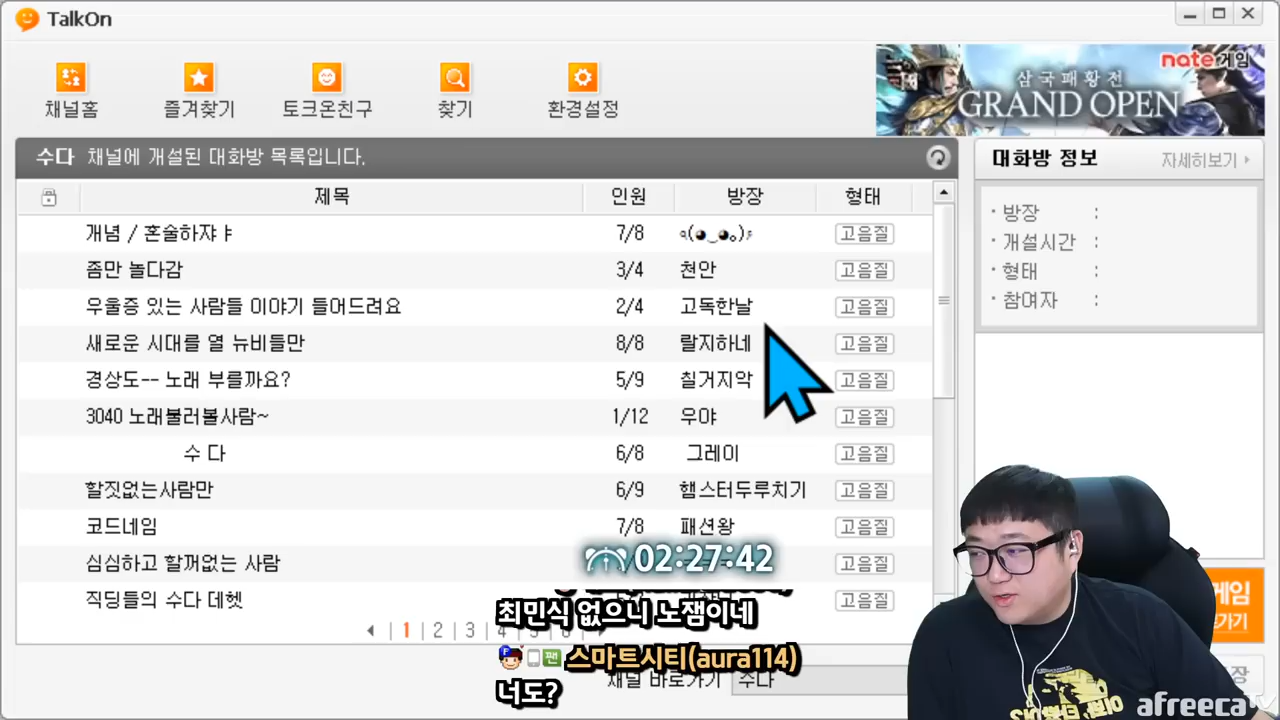 TalkOn
채널홈
즐겨찾기
토크온친구
찾기
환경설정
nate게임
삼국패황전
GRAND OPEN
수다 채널에 개설된 대화방 목록입니다.
제목 인원 방장 형태
개념 / 혼술하쟈ㅑ 7/8 고음질
좀만 놀다감 3/4 천안 고음질
우울증 있는 사람들 이야기 들어드려요 2/4 고독한날 고음질
새로운 시대를 열 뉴비들만 8/8 랄지하네 고음질
경상도-- 노래 부를까요? 5/9 칠거지악 고음질
3040 노래불러볼사람~ 1/12 우야 고음질
수 다 6/8 그레이 고음질
할짓없는사람만 6/9 햄스터두루치기 고음질
코드네임 7/8 패션왕 고음질
심심하고 할꺼없는 사람 고음질
직딩들의 수다 데헷 고음질
1 2 3 4 5 6
채널 바로가기 수다
대화방 정보 자세히보기
방장 :
개설시간 :
형태 :
참여자 :
02:27:42
최민식 없으니 노잼이네
팬 스마트시티(aura114)
너도?
게임
가기
장
afreecaTV